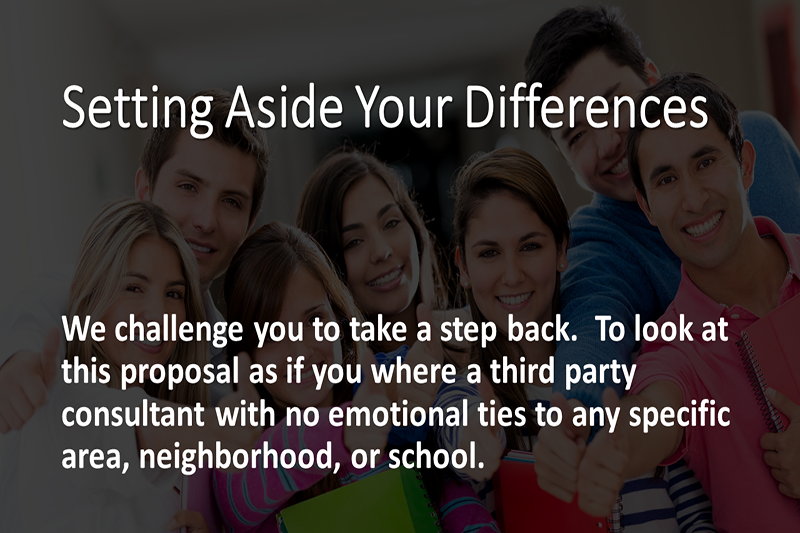 Setting Aside Your Differences
We challenge you to take a step back.  To look at
this proposal as if you where a third party
consultant with no emotional ties to any specific
area, neighborhood, or school.